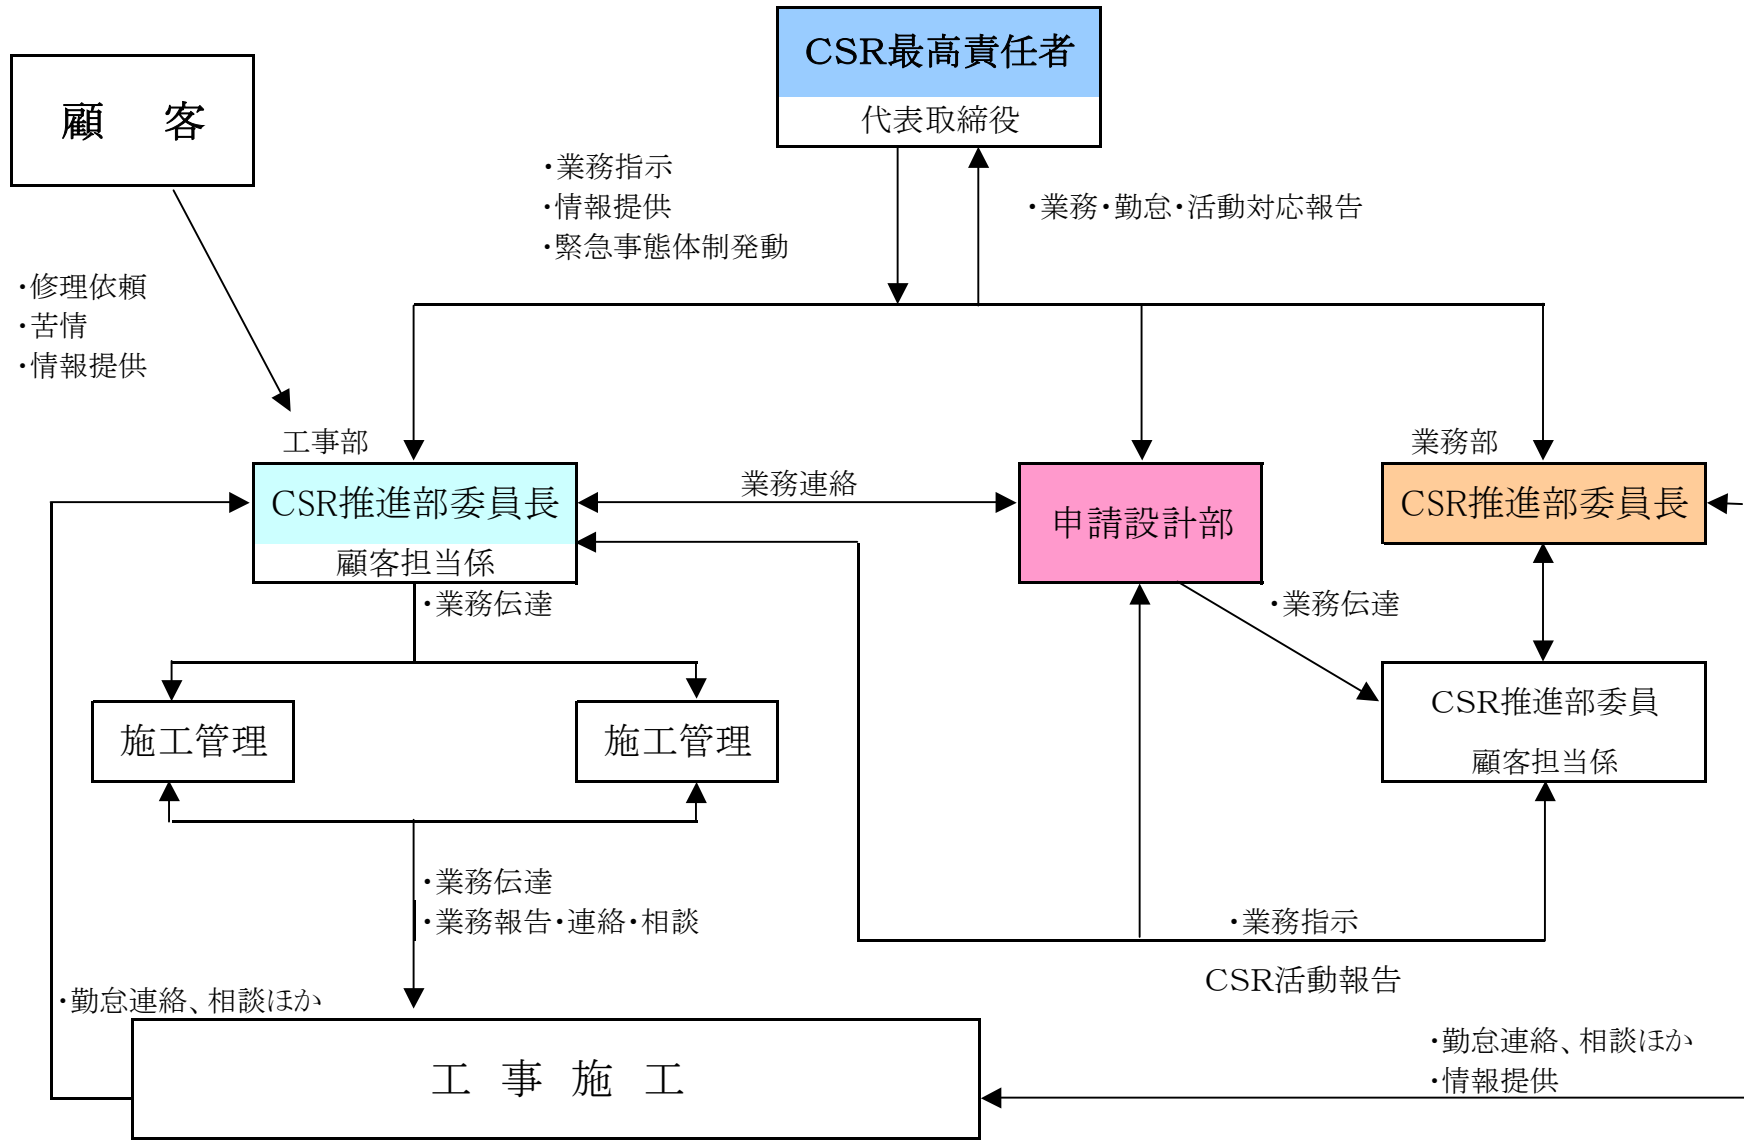 CSR最高責任者
代表取締役
顧 客
・業務指示
・情報提供
・緊急事態体制発動
・業務・勤怠・活動対応報告
・修理依頼
・苦情
・情報提供
工事部
業務部
CSR推進部委員長
顧客担当係
業務連絡
申請設計部
CSR推進部委員長
・業務伝達
・業務伝達
施工管理
施工管理
CSR推進部委員
顧客担当係
・業務伝達
・業務報告・連絡・相談
・業務指示
CSR活動報告
・勤怠連絡、相談ほか
工 事 施 工
・勤怠連絡、相談ほか
・情報提供